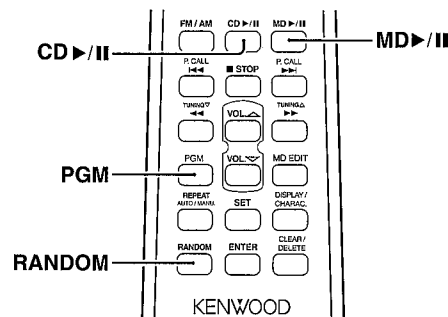 FM / AM CD ►/II MD ►/II
CD ►/II
MD►/II
P.CALL P.CALL
I◄◄ ■ STOP ►►I
TUNING▽ VOL.△ TUNING△
◄◄ ►►
PGM VOL.▽ MD EDIT
PGM
REPEAT SET DISPLAY /
AUTO / MANU. CHARAC.
RANDOM ENTER CLEAR /
DELETE
RANDOM
KENWOOD